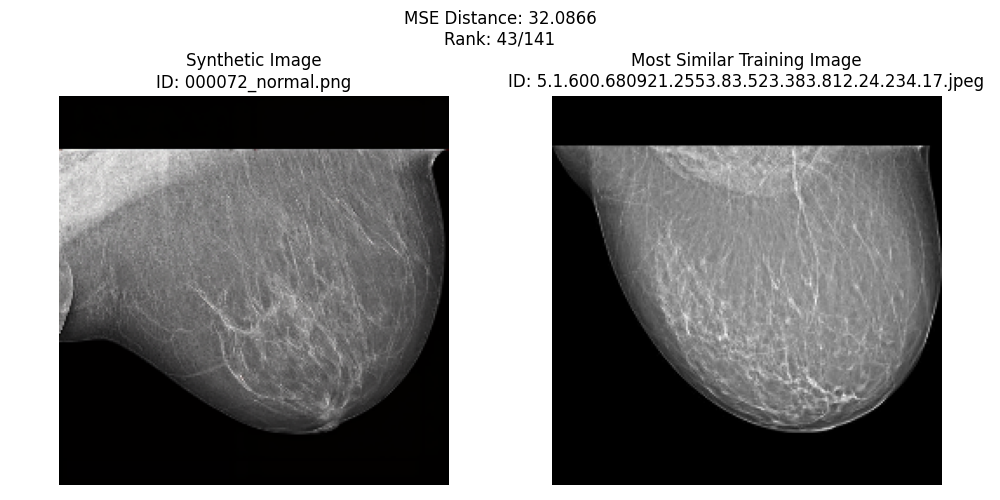 MSE Distance: 32.0866
Rank: 43/141
Synthetic Image
ID: 000072_normal.png
Most Similar Training Image
ID: 5.1.600.680921.2553.83.523.383.812.24.234.17.jpeg